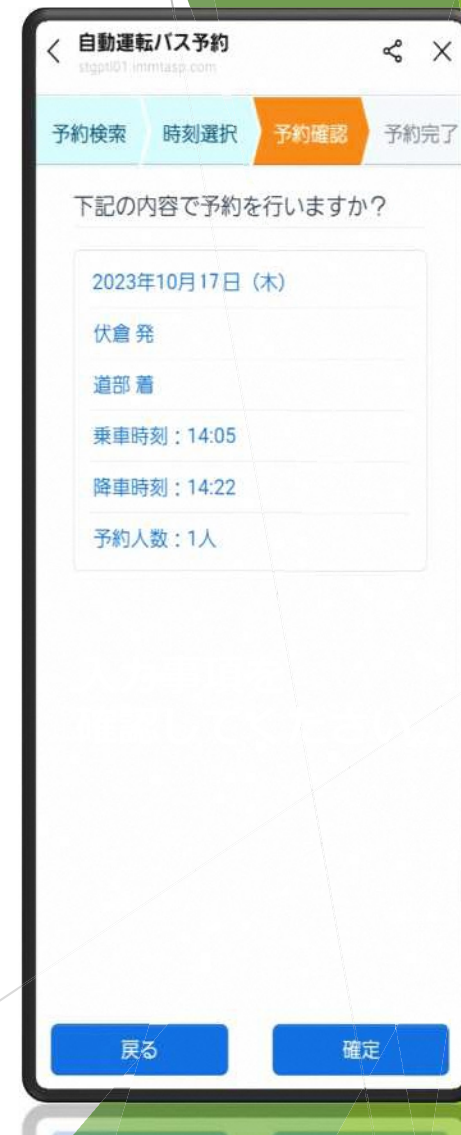 自動運転バス予約
stgptl01.immtasp.com
予約検索 時刻選択 予約確認 予約完了
下記の内容で予約を行いますか？
2023年10月17日（木）
伏倉 発
道部 着
乗車時刻：14:05
降車時刻：14:22
予約人数：1人
戻る 確定